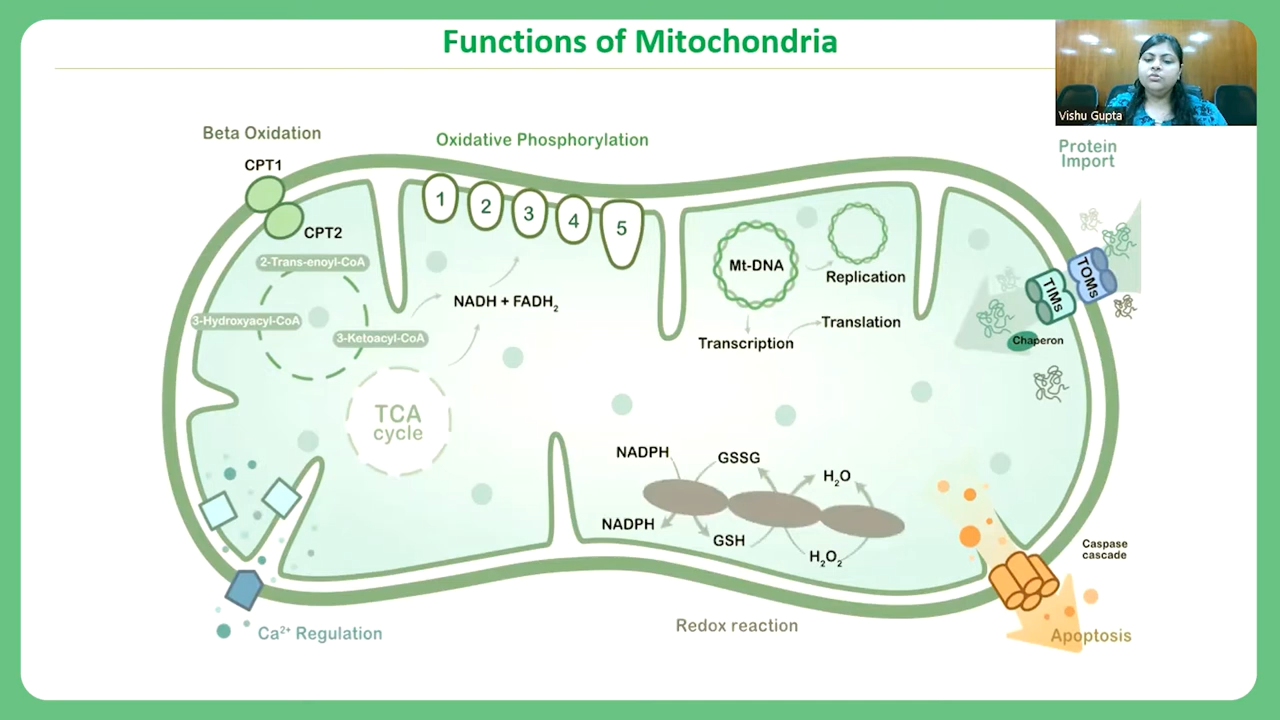 Functions of Mitochondria
Vishu Gupta
Beta Oxidation
Oxidative Phosphorylation
Protein
Import
CPT1
CPT2
1
2
3
4
5
2-Trans-enoyl-CoA
3-Hydroxyacyl-CoA
3-Ketoacyl-CoA
NADH + FADH₂
Mt-DNA
Replication
Transcription
Translation
TIMs
TOMs
Chaperon
TCA
cycle
NADPH
GSSG
H₂O
NADPH
GSH
H₂O₂
Caspase
cascade
Ca²⁺ Regulation
Redox reaction
Apoptosis